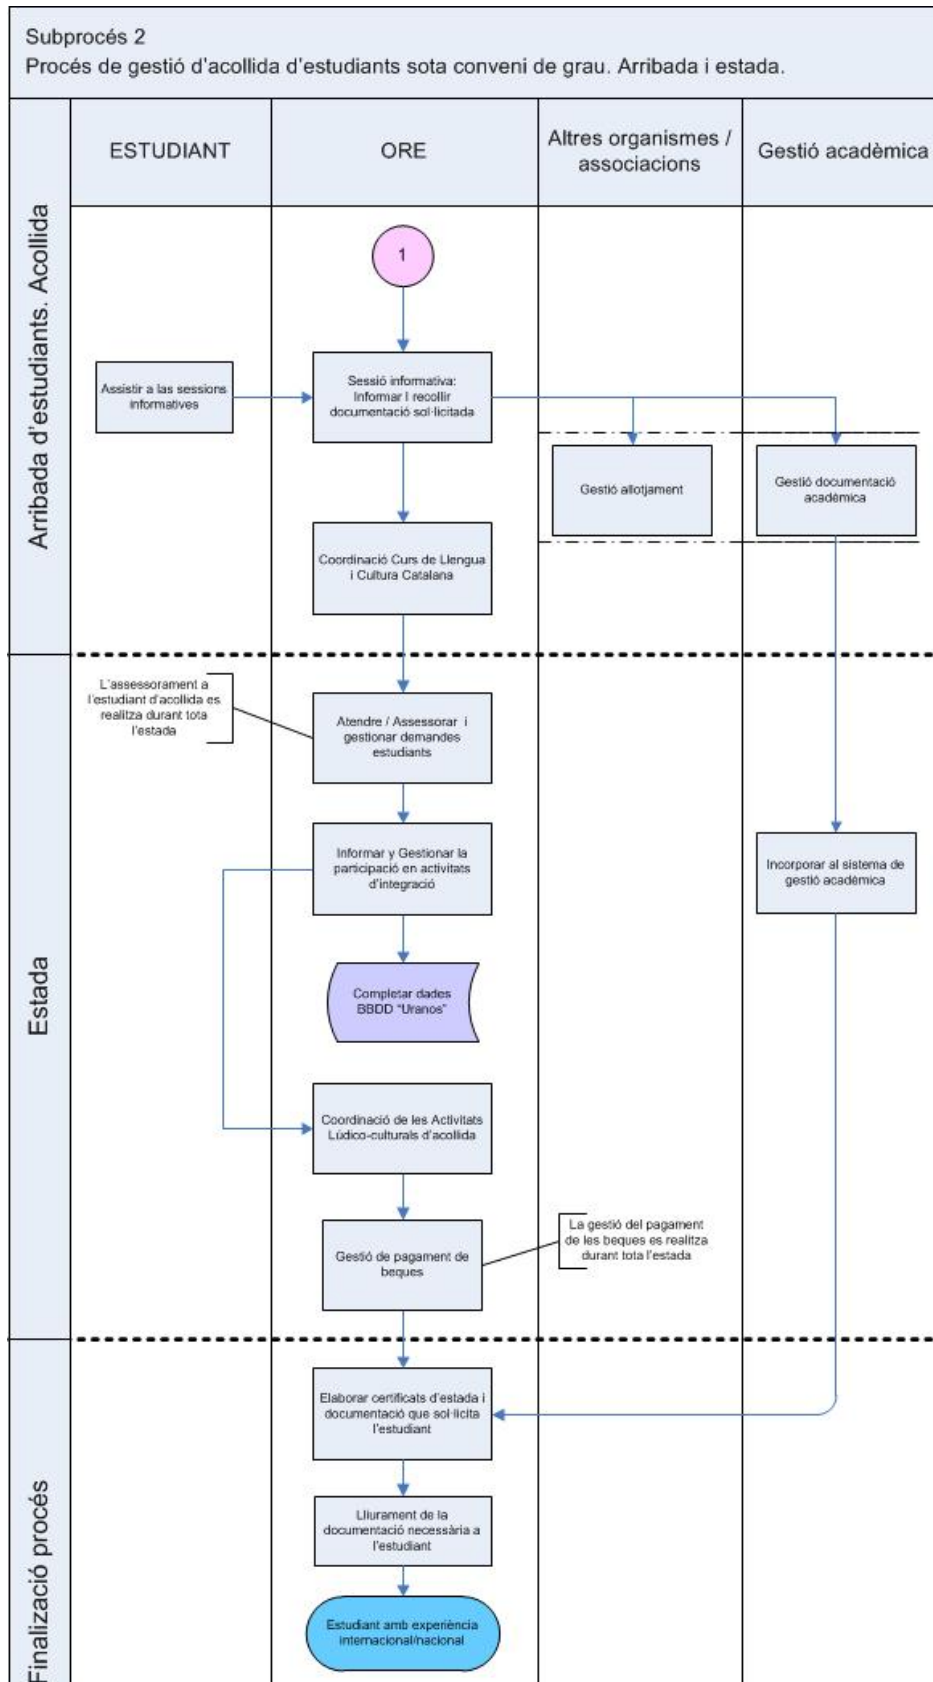 Subprocés 2
Procés de gestió d'acollida d'estudiants sota conveni de grau. Arribada i estada.
ESTUDIANT
ORE
Altres organismes /
associacions
Gestió acadèmica
Arribada d'estudiants. Acollida
1
Assistir a las sessions
informatives
Sessió informativa:
Informar I recollir
documentació sol·licitada
Gestió allotjament
Gestió documentació
acadèmica
Coordinació Curs de Llengua
i Cultura Catalana
Estada
L'assessorament a
l'estudiant d'acollida es
realitza durant tota
l'estada
Atendre / Assessorar i
gestionar demandes
estudiants
Informar y Gestionar la
participació en activitats
d'integració
Incorporar al sistema de
gestió acadèmica
Completar dades
BBDD "Uranos"
Coordinació de les Activitats
Lúdico-culturals d'acollida
Gestió de pagament de
beques
La gestió del pagament
de les beques es realitza
durant tota l'estada
Finalizació procés
Elaborar certificats d'estada i
documentació que sol·licita
l'estudiant
Lliurament de la
documentació necessària a
l'estudiant
Estudiant amb experiència
internacional/nacional